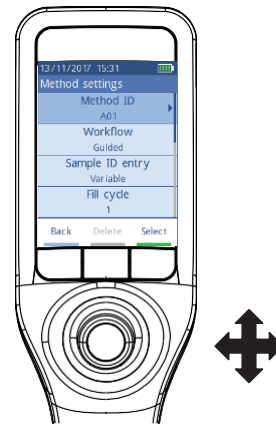 13/11/2017 15:31
Method settings
Method ID
A01
Workflow
Guided
Sample ID entry
Variable
Fill cycle
1
Back Delete Select